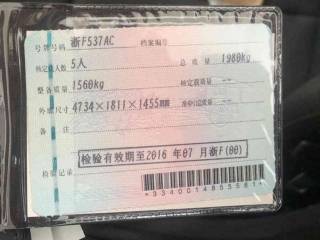 号牌号码 浙F537AC 档案编号
核定载人数 5人 总质量 1980kg
整备质量 1560kg 核定载质量 --
外廓尺寸 4734×1811×1455 准牵引总质量 --
备注
检验有效期至2016 年07 月浙F(00)
检验记录